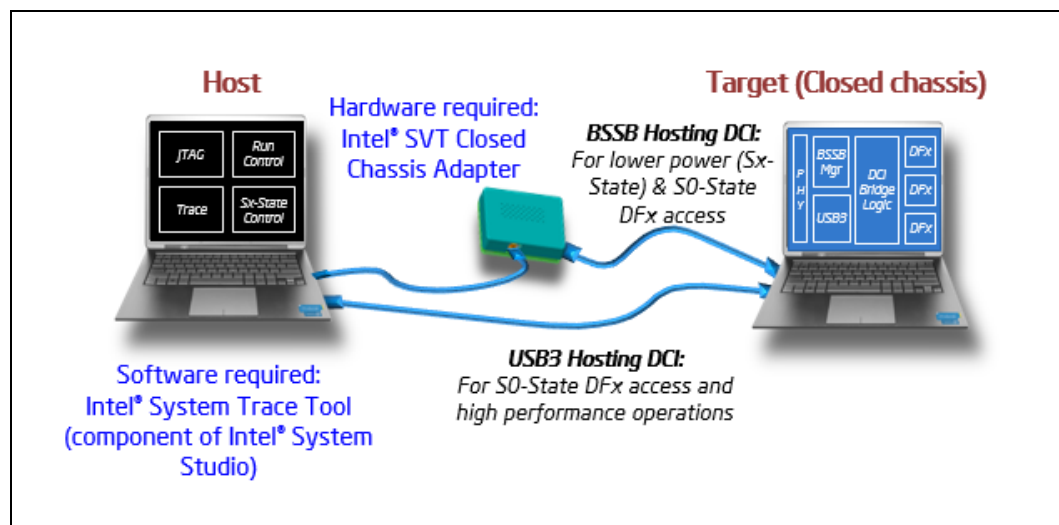 Host
Target (Closed chassis)
Hardware required:
Intel® SVT Closed
Chassis Adapter
BSSB Hosting DCI:
For lower power (Sx-
State) & S0-State
DFx access
JTAG
Run
Control
Trace
Sx-State
Control
P
H
Y
BSSB
Mgr
USB3
DCI
Bridge
Logic
DFx
DFx
DFx
USB3 Hosting DCI:
For S0-State DFx access and
high performance operations
Software required:
Intel® System Trace Tool
(component of Intel® System
Studio)